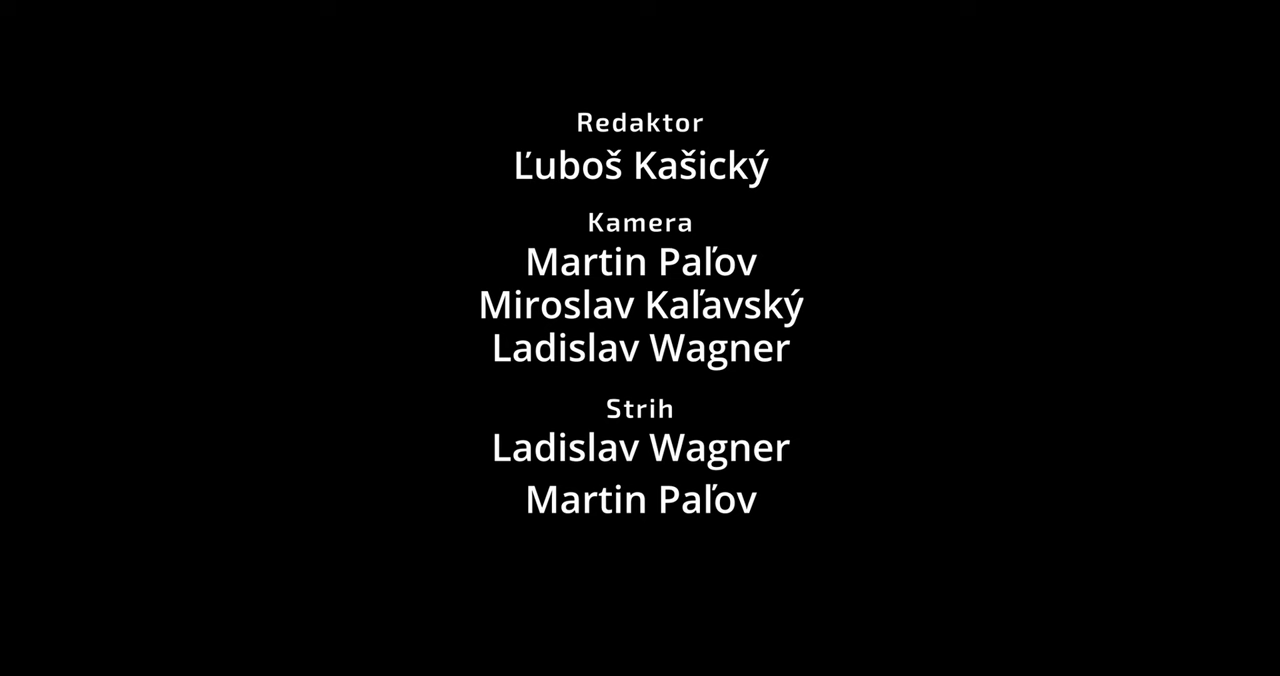 Redaktor
Ľuboš Kašický
Kamera
Martin Paľov
Miroslav Kaľavský
Ladislav Wagner
Strih
Ladislav Wagner
Martin Paľov